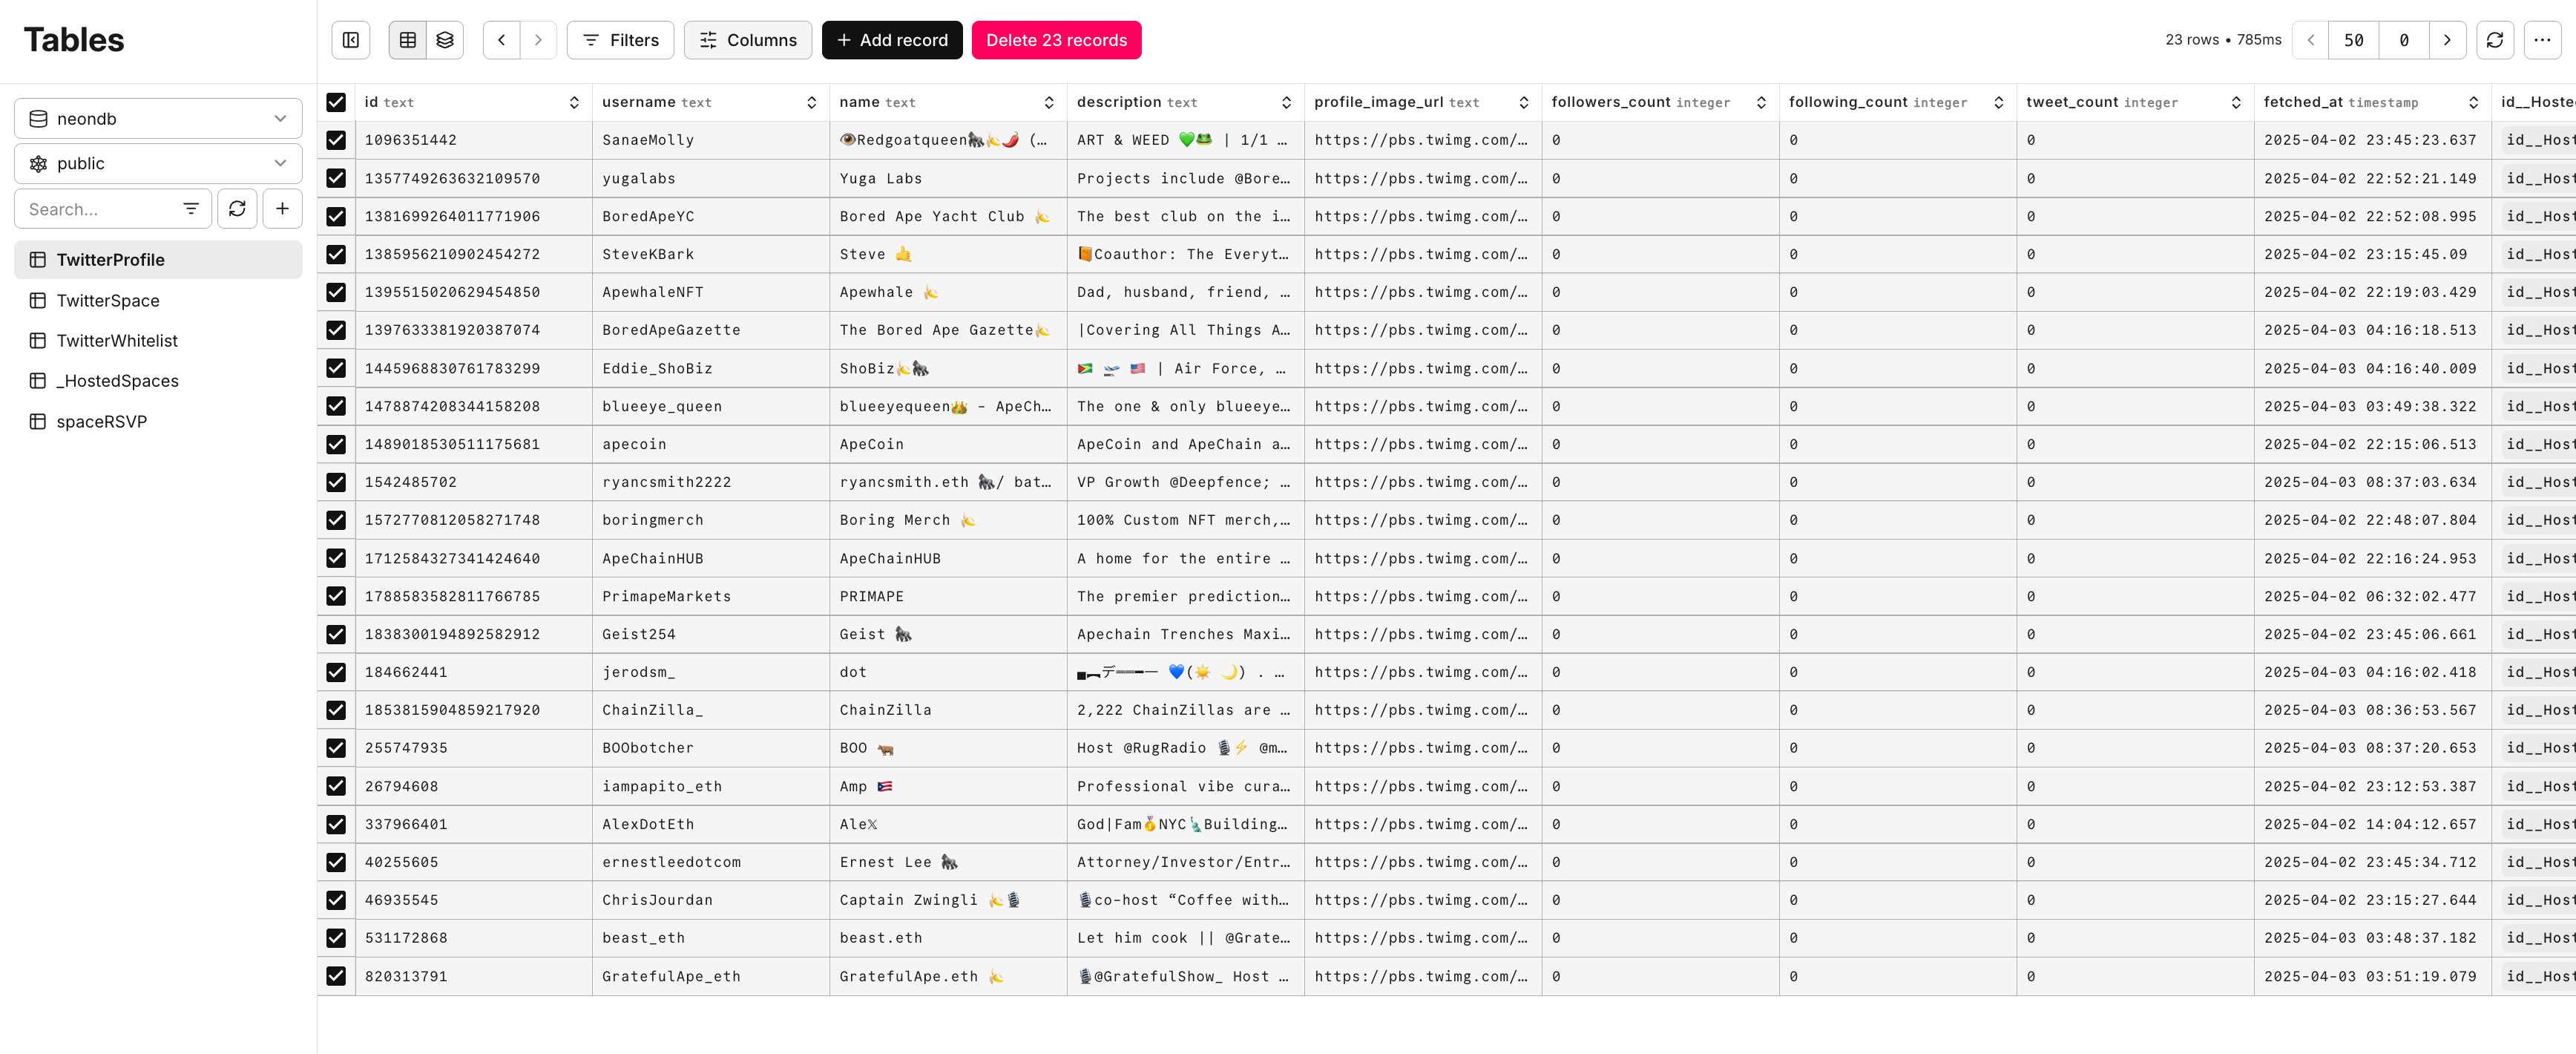 Tables
Filters Columns + Add record Delete 23 records 23 rows • 785ms 50 0
neondb
public
Search...
TwitterProfile
TwitterSpace
TwitterWhitelist
_HostedSpaces
spaceRSVP
id text username text name text description text profile_image_url text followers_count integer following_count integer tweet_count integer fetched_at timestamp id__Hoste
1096351442 SanaeMolly 👁️Redgoatqueen🦍🍌🌶️ (… ART & WEED 💚🐸 | 1/1 … https://pbs.twimg.com/… 0 0 0 2025-04-02 23:45:23.637 id__Host
1357749263632109570 yugalabs Yuga Labs Projects include @Bore… https://pbs.twimg.com/… 0 0 0 2025-04-02 22:52:21.149 id__Host
1381699264011771906 BoredApeYC Bored Ape Yacht Club 🍌 The best club on the i… https://pbs.twimg.com/… 0 0 0 2025-04-02 22:52:08.995 id__Host
1385956210902454272 SteveKBark Steve 🤙 📙Coauthor: The Everyt… https://pbs.twimg.com/… 0 0 0 2025-04-02 23:15:45.09 id__Host
1395515020629454850 ApewhaleNFT Apewhale 🍌 Dad, husband, friend, … https://pbs.twimg.com/… 0 0 0 2025-04-02 22:19:03.429 id__Host
1397633381920387074 BoredApeGazette The Bored Ape Gazette🍌 |Covering All Things A… https://pbs.twimg.com/… 0 0 0 2025-04-03 04:16:18.513 id__Host
1445968830761783299 Eddie_ShoBiz ShoBiz🍌🦍 🇬🇾 🛫 🇺🇸 | Air Force, … https://pbs.twimg.com/… 0 0 0 2025-04-03 04:16:40.009 id__Host
1478874208344158208 blueeye_queen blueeyequeen👑 - ApeCh… The one & only blueeye… https://pbs.twimg.com/… 0 0 0 2025-04-03 03:49:38.322 id__Host
1489018530511175681 apecoin ApeCoin ApeCoin and ApeChain a… https://pbs.twimg.com/… 0 0 0 2025-04-02 22:15:06.513 id__Host
1542485702 ryancsmith2222 ryancsmith.eth 🦍/ bat… VP Growth @Deepfence; … https://pbs.twimg.com/… 0 0 0 2025-04-03 08:37:03.634 id__Host
1572770812058271748 boringmerch Boring Merch 🍌 100% Custom NFT merch,… https://pbs.twimg.com/… 0 0 0 2025-04-02 22:48:07.804 id__Host
1712584327341424640 ApeChainHUB ApeChainHUB A home for the entire … https://pbs.twimg.com/… 0 0 0 2025-04-02 22:16:24.953 id__Host
1788583582811766785 PrimapeMarkets PRIMAPE The premier prediction… https://pbs.twimg.com/… 0 0 0 2025-04-02 06:32:02.477 id__Host
1838300194892582912 Geist254 Geist 🦍 Apechain Trenches Maxi… https://pbs.twimg.com/… 0 0 0 2025-04-02 23:45:06.661 id__Host
184662441 jerodsm_ dot ▄︻デ══━一 💙(☀️ 🌙) . … https://pbs.twimg.com/… 0 0 0 2025-04-03 04:16:02.418 id__Host
1853815904859217920 ChainZilla_ ChainZilla 2,222 ChainZillas are … https://pbs.twimg.com/… 0 0 0 2025-04-03 08:36:53.567 id__Host
255747935 BOObotcher BOO 🐂 Host @RugRadio 🎙️⚡ @m… https://pbs.twimg.com/… 0 0 0 2025-04-03 08:37:20.653 id__Host
26794608 iampapito_eth Amp 🇵🇷 Professional vibe cura… https://pbs.twimg.com/… 0 0 0 2025-04-02 23:12:53.387 id__Host
337966401 AlexDotEth Ale𝕏 God|Fam🥇NYC🗽Building… https://pbs.twimg.com/… 0 0 0 2025-04-02 14:04:12.657 id__Host
40255605 ernestleedotcom Ernest Lee 🦍 Attorney/Investor/Entr… https://pbs.twimg.com/… 0 0 0 2025-04-02 23:45:34.712 id__Host
46935545 ChrisJourdan Captain Zwingli 🍌🎙️ 🎙️co-host “Coffee with… https://pbs.twimg.com/… 0 0 0 2025-04-02 23:15:27.644 id__Host
531172868 beast_eth beast.eth Let him cook || @Grate… https://pbs.twimg.com/… 0 0 0 2025-04-03 03:48:37.182 id__Host
820313791 GratefulApe_eth GratefulApe.eth 🍌 🎙️@GratefulShow_ Host … https://pbs.twimg.com/… 0 0 0 2025-04-03 03:51:19.079 id__Host